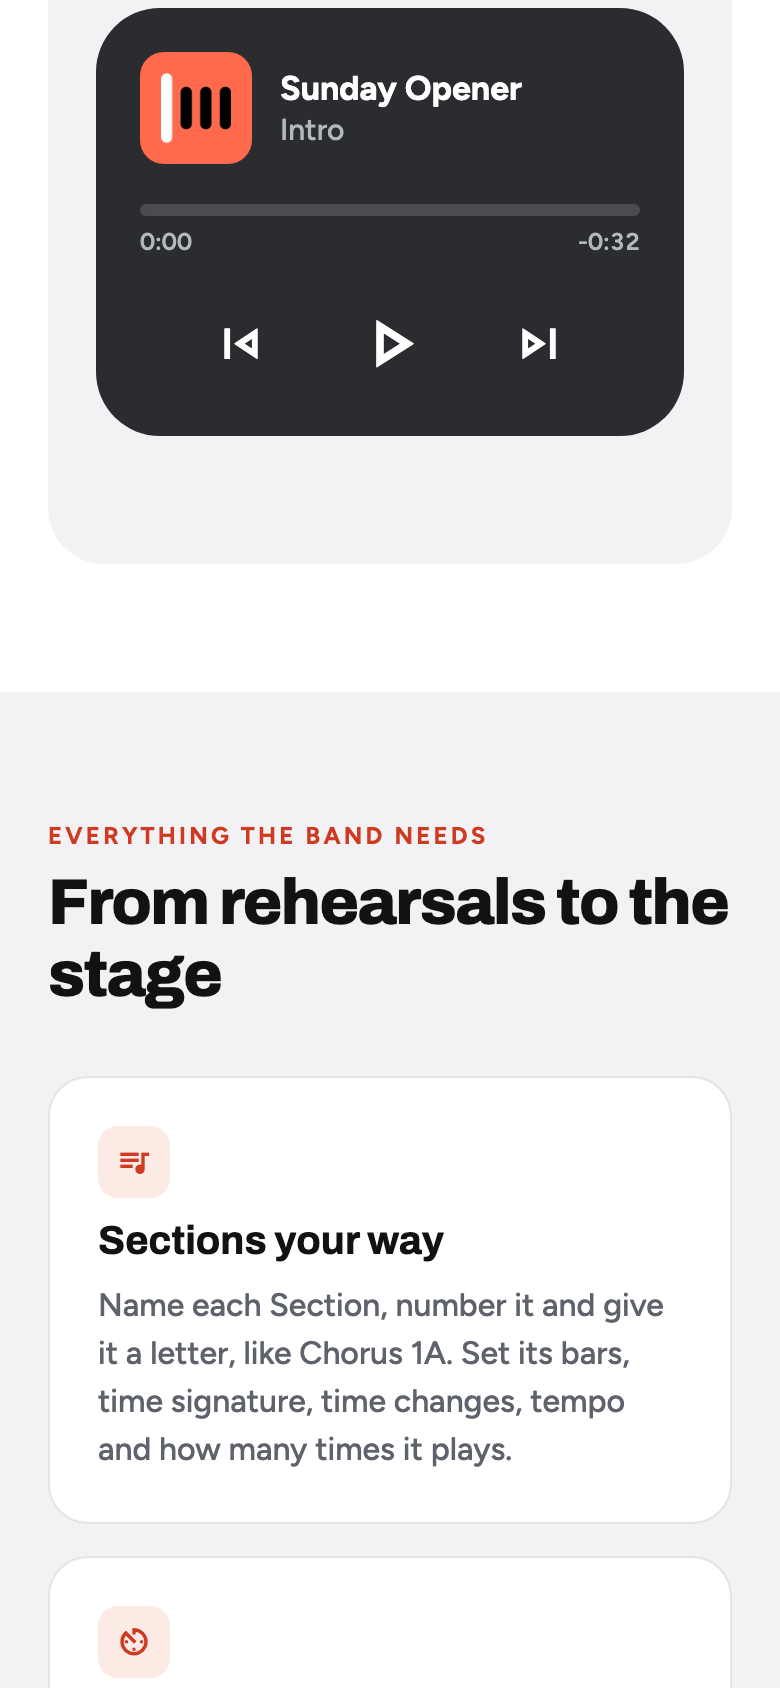 Sunday Opener
Intro
0:00
-0:32
EVERYTHING THE BAND NEEDS
From rehearsals to the
stage
Sections your way
Name each Section, number it and give
it a letter, like Chorus 1A. Set its bars,
time signature, time changes, tempo
and how many times it plays.